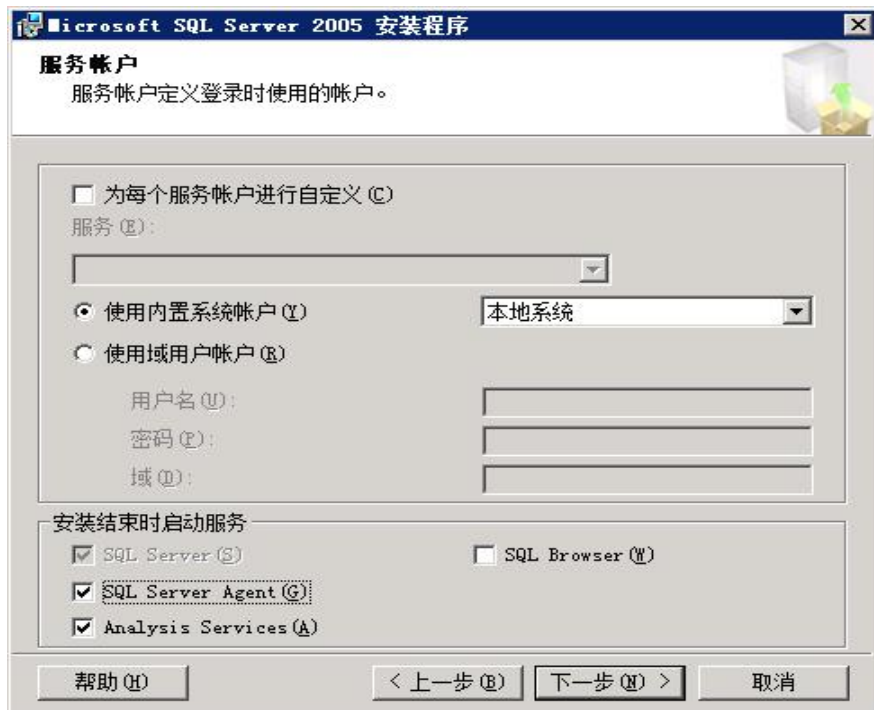 Microsoft SQL Server 2005 安装程序
服务帐户
服务帐户定义登录时使用的帐户。
为每个服务帐户进行自定义(C)
服务(E):
使用内置系统帐户(Y) 本地系统
使用域用户帐户(R)
用户名(U):
密码(P):
域(D):
安装结束时启动服务
SQL Server(S) SQL Browser(W)
SQL Server Agent(G)
Analysis Services(A)
帮助(H) < 上一步(B) 下一步(N) > 取消